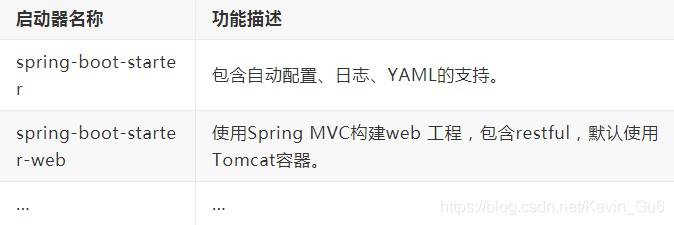 启动器名称 功能描述
spring-boot-starte
r
包含自动配置、日志、YAML的支持。
spring-boot-starte
r-web
使用Spring MVC构建web 工程，包含restful，默认使用
Tomcat容器。
... ...
https://blog.csdn.net/Kevin_Gu6